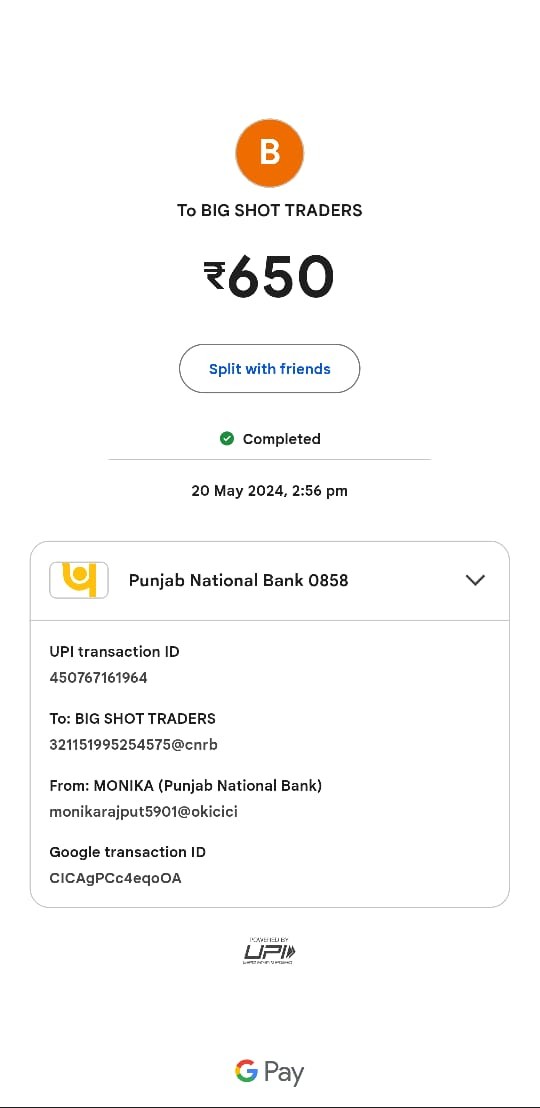 B
To BIG SHOT TRADERS
₹650
Split with friends
Completed
20 May 2024, 2:56 pm
Punjab National Bank 0858
UPI transaction ID
450767161964
To: BIG SHOT TRADERS
321151995254575@cnrb
From: MONIKA (Punjab National Bank)
monikarajput5901@okicici
Google transaction ID
CICAgPCc4eqoOA
POWERED BY
UPI
G Pay